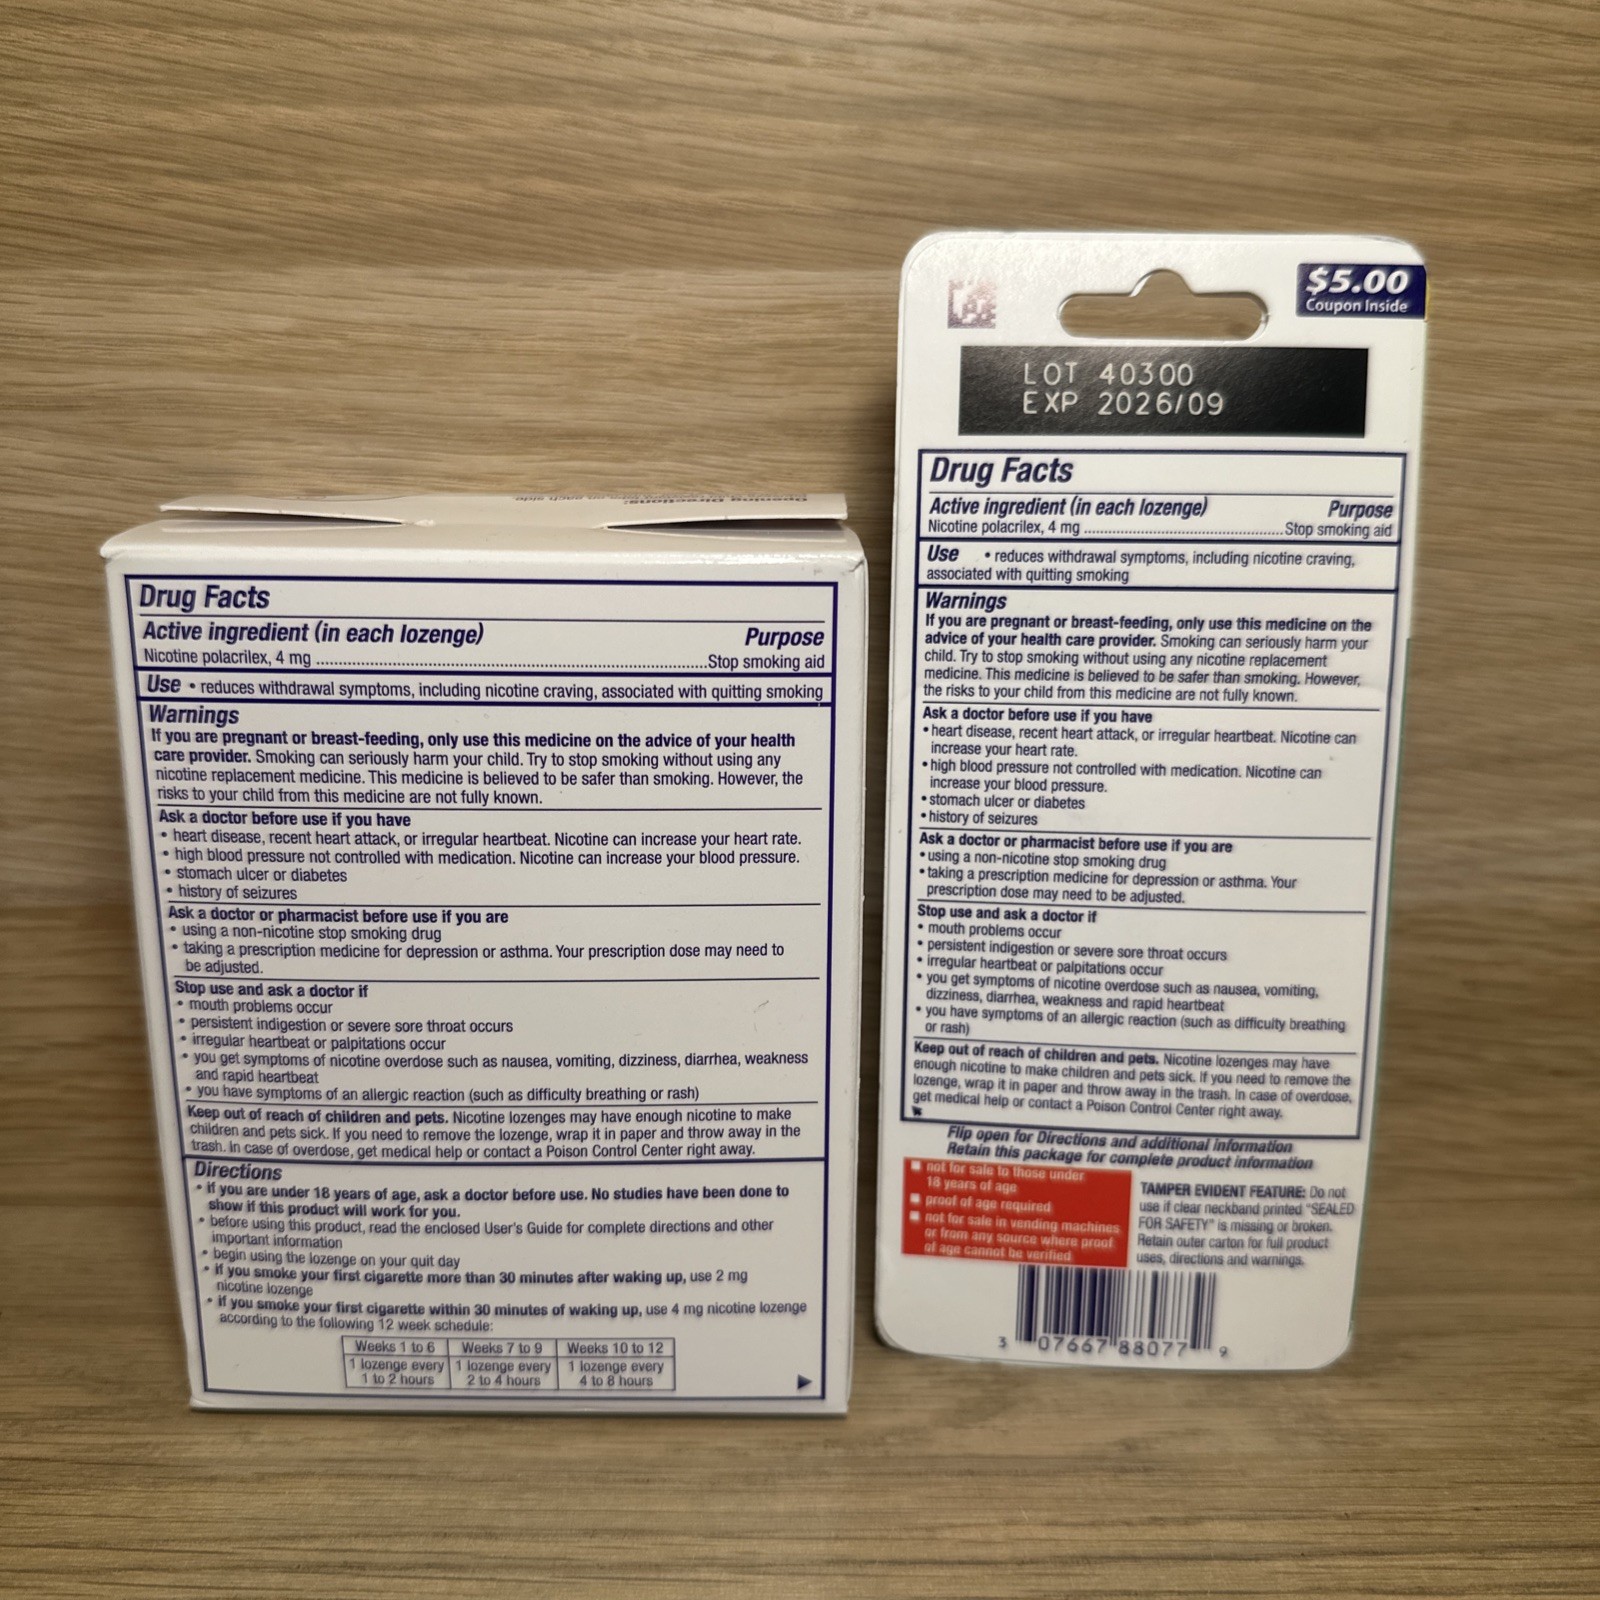 Drug Facts
Active ingredient (in each lozenge) Purpose
Nicotine polacrilex, 4 mg ........ Stop smoking aid
Use • reduces withdrawal symptoms, including nicotine craving, associated with quitting smoking
Warnings
If you are pregnant or breast-feeding, only use this medicine on the advice of your health
care provider. Smoking can seriously harm your child. Try to stop smoking without using any
nicotine replacement medicine. This medicine is believed to be safer than smoking. However, the
risks to your child from this medicine are not fully known.
Ask a doctor before use if you have
• heart disease, recent heart attack, or irregular heartbeat. Nicotine can increase your heart rate.
• high blood pressure not controlled with medication. Nicotine can increase your blood pressure.
• stomach ulcer or diabetes
• history of seizures
Ask a doctor or pharmacist before use if you are
• using a non-nicotine stop smoking drug
• taking a prescription medicine for depression or asthma. Your prescription dose may need to
be adjusted.
Stop use and ask a doctor if
• mouth problems occur
• persistent indigestion or severe sore throat occurs
• irregular heartbeat or palpitations occur
• you get symptoms of nicotine overdose such as nausea, vomiting, dizziness, diarrhea, weakness
and rapid heartbeat
• you have symptoms of an allergic reaction (such as difficulty breathing or rash)
Keep out of reach of children and pets. Nicotine lozenges may have enough nicotine to make
children and pets sick. If you need to remove the lozenge, wrap it in paper and throw away in the
trash. In case of overdose, get medical help or contact a Poison Control Center right away.
Directions
• if you are under 18 years of age, ask a doctor before use. No studies have been done to
show if this product will work for you.
• before using this product, read the enclosed User's Guide for complete directions and other
important information
• begin using the lozenge on your quit day
• if you smoke your first cigarette more than 30 minutes after waking up, use 2 mg
nicotine lozenge
• if you smoke your first cigarette within 30 minutes of waking up, use 4 mg nicotine lozenge
according to the following 12 week schedule:
Weeks 1 to 6 Weeks 7 to 9 Weeks 10 to 12
1 lozenge every 1 lozenge every 1 lozenge every
1 to 2 hours 2 to 4 hours 4 to 8 hours
$5.00
Coupon Inside
LOT 40300
EXP 2026/09
Drug Facts
Active ingredient (in each lozenge) Purpose
Nicotine polacrilex, 4 mg ........ Stop smoking aid
Use • reduces withdrawal symptoms, including nicotine craving,
associated with quitting smoking
Warnings
If you are pregnant or breast-feeding, only use this medicine on the
advice of your health care provider. Smoking can seriously harm your
child. Try to stop smoking without using any nicotine replacement
medicine. This medicine is believed to be safer than smoking. However,
the risks to your child from this medicine are not fully known.
Ask a doctor before use if you have
• heart disease, recent heart attack, or irregular heartbeat. Nicotine can
increase your heart rate.
• high blood pressure not controlled with medication. Nicotine can
increase your blood pressure.
• stomach ulcer or diabetes
• history of seizures
Ask a doctor or pharmacist before use if you are
• using a non-nicotine stop smoking drug
• taking a prescription medicine for depression or asthma. Your
prescription dose may need to be adjusted.
Stop use and ask a doctor if
• mouth problems occur
• persistent indigestion or severe sore throat occurs
• irregular heartbeat or palpitations occur
• you get symptoms of nicotine overdose such as nausea, vomiting,
dizziness, diarrhea, weakness and rapid heartbeat
• you have symptoms of an allergic reaction (such as difficulty breathing
or rash)
Keep out of reach of children and pets. Nicotine lozenges may have
enough nicotine to make children and pets sick. If you need to remove the
lozenge, wrap it in paper and throw away in the trash. In case of overdose,
get medical help or contact a Poison Control Center right away.
Flip open for Directions and additional information
Retain this package for complete product information
not for sale to those under
18 years of age
proof of age required
not for sale in vending machines
or from any source where proof
of age cannot be verified
TAMPER EVIDENT FEATURE: Do not
use if clear neckband printed "SEALED
FOR SAFETY" is missing or broken.
Retain outer carton for full product
uses, directions and warnings.
3 07667 88077 9